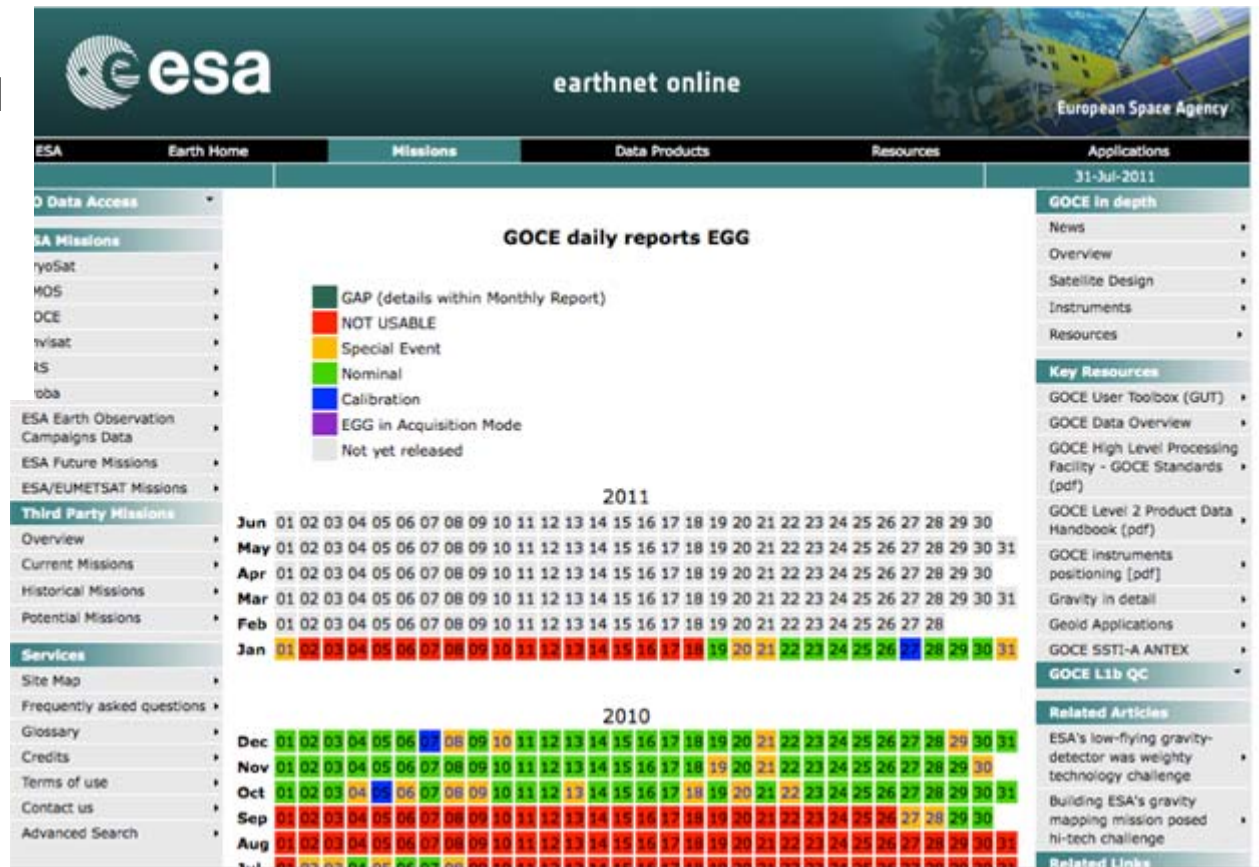 esa
earthnet online
European Space Agency
ESA Earth Home Missions Data Products Resources Applications
31-Jul-2011
Data Access
SA Missions
ryoSat
MOS
OCE
nvisat
RS
roba
ESA Earth Observation
Campaigns Data
ESA Future Missions
ESA/EUMETSAT Missions
Third Party Missions
Overview
Current Missions
Historical Missions
Potential Missions
Services
Site Map
Frequently asked questions
Glossary
Credits
Terms of use
Contact us
Advanced Search
GOCE daily reports EGG
GAP (details within Monthly Report)
NOT USABLE
Special Event
Nominal
Calibration
EGG in Acquisition Mode
Not yet released
2011
Jun 01 02 03 04 05 06 07 08 09 10 11 12 13 14 15 16 17 18 19 20 21 22 23 24 25 26 27 28 29 30
May 01 02 03 04 05 06 07 08 09 10 11 12 13 14 15 16 17 18 19 20 21 22 23 24 25 26 27 28 29 30 31
Apr 01 02 03 04 05 06 07 08 09 10 11 12 13 14 15 16 17 18 19 20 21 22 23 24 25 26 27 28 29 30
Mar 01 02 03 04 05 06 07 08 09 10 11 12 13 14 15 16 17 18 19 20 21 22 23 24 25 26 27 28 29 30 31
Feb 01 02 03 04 05 06 07 08 09 10 11 12 13 14 15 16 17 18 19 20 21 22 23 24 25 26 27 28
Jan 01 02 03 04 05 06 07 08 09 10 11 12 13 14 15 16 17 18 19 20 21 22 23 24 25 26 27 28 29 30 31
2010
Dec 01 02 03 04 05 06 07 08 09 10 11 12 13 14 15 16 17 18 19 20 21 22 23 24 25 26 27 28 29 30 31
Nov 01 02 03 04 05 06 07 08 09 10 11 12 13 14 15 16 17 18 19 20 21 22 23 24 25 26 27 28 29 30
Oct 01 02 03 04 05 06 07 08 09 10 11 12 13 14 15 16 17 18 19 20 21 22 23 24 25 26 27 28 29 30 31
Sep 01 02 03 04 05 06 07 08 09 10 11 12 13 14 15 16 17 18 19 20 21 22 23 24 25 26 27 28 29 30
Aug 01 02 03 04 05 06 07 08 09 10 11 12 13 14 15 16 17 18 19 20 21 22 23 24 25 26 27 28 29 30 31
GOCE in depth
News
Overview
Satellite Design
Instruments
Resources
Key Resources
GOCE User Toolbox (GUT)
GOCE Data Overview
GOCE High Level Processing
Facility - GOCE Standards
(pdf)
GOCE Level 2 Product Data
Handbook (pdf)
GOCE instruments
positioning [pdf]
Gravity in detail
Geoid Applications
GOCE SSTI-A ANTEX
GOCE L1b QC
Related Articles
ESA's low-flying gravity-
detector was weighty
technology challenge
Building ESA's gravity
mapping mission posed
hi-tech challenge
Related Links